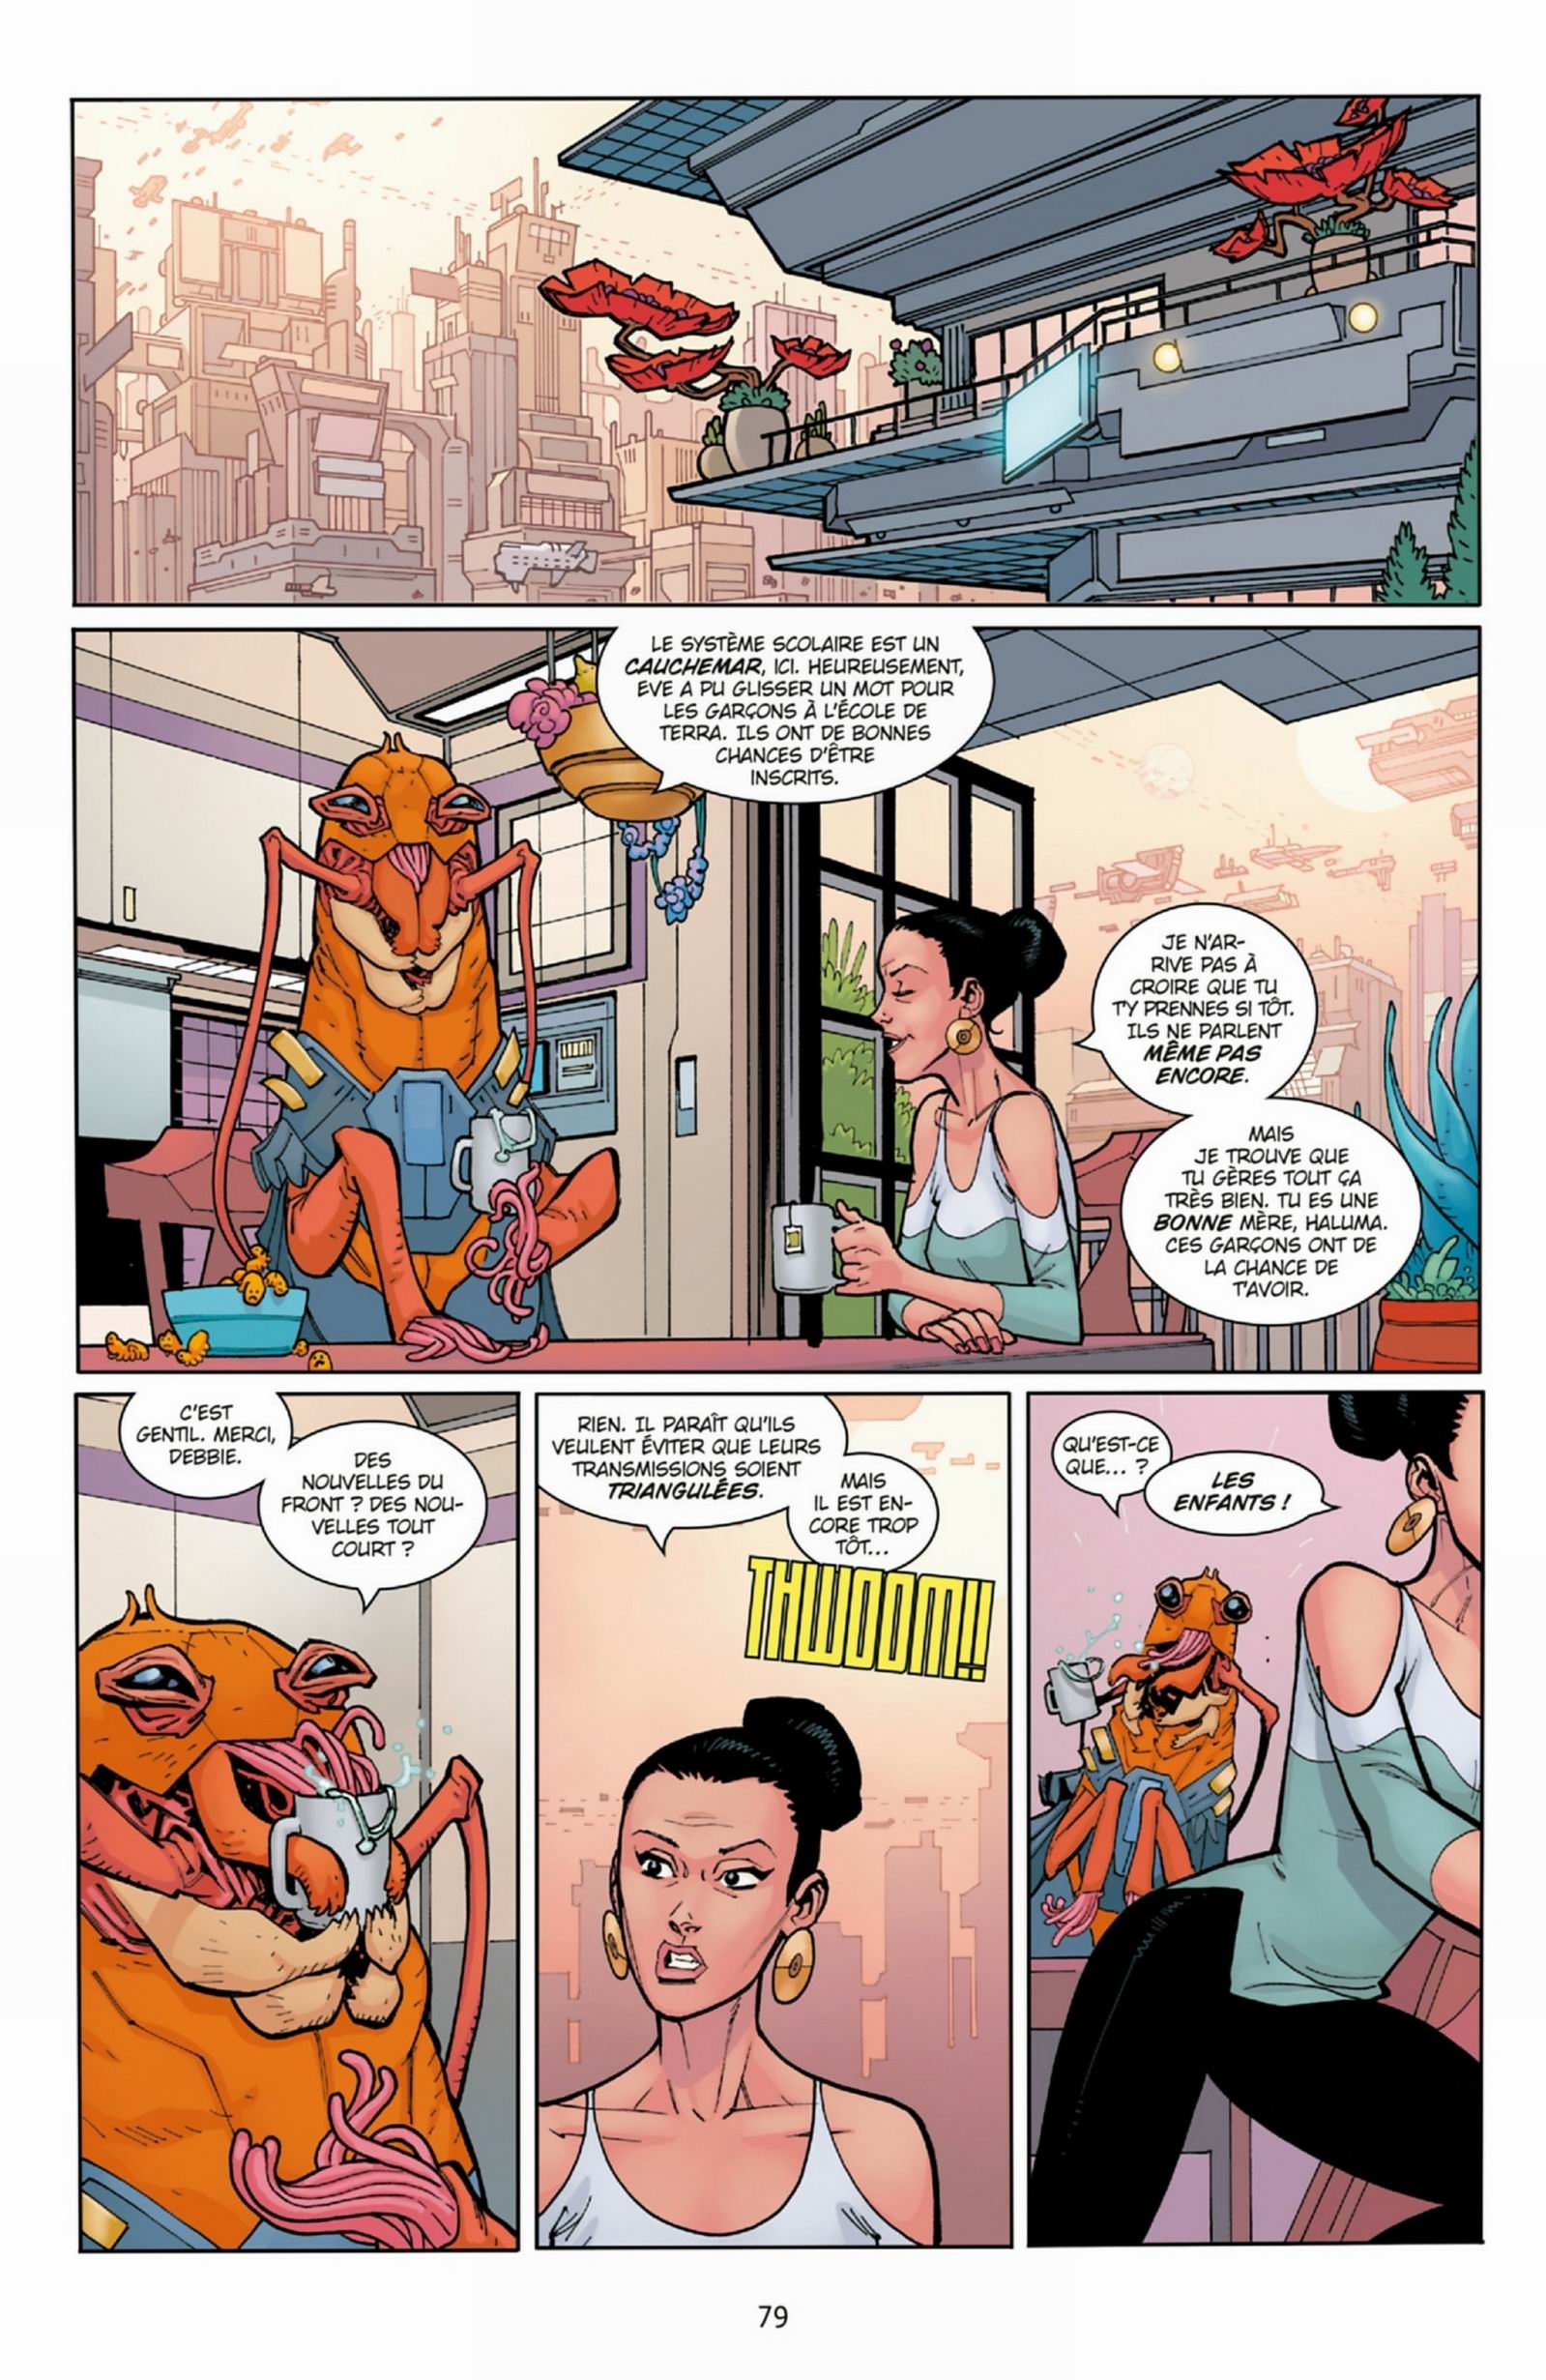 LE SYSTÈME SCOLAIRE EST UN
CAUCHEMAR, ICI. HEUREUSEMENT,
EVE A PU GLISSER UN MOT POUR
LES GARÇONS À L'ÉCOLE DE
TERRA. ILS ONT DE BONNES
CHANCES D'ÊTRE
INSCRITS.
JE N'AR-
RIVE PAS À
CROIRE QUE TU
T'Y PRENNES SI TÔT.
ILS NE PARLENT
MÊME PAS
ENCORE.
MAIS
JE TROUVE QUE
TU GÈRES TOUT ÇA
TRÈS BIEN. TU ES UNE
BONNE MÈRE, HALUMA.
CES GARÇONS ONT DE
LA CHANCE DE
T'AVOIR.
C'EST
GENTIL. MERCI,
DEBBIE.
DES
NOUVELLES DU
FRONT ? DES NOU-
VELLES TOUT
COURT ?
RIEN. IL PARAÎT QU'ILS
VEULENT ÉVITER QUE LEURS
TRANSMISSIONS SOIENT
TRIANGULÉES.
MAIS
IL EST EN-
CORE TROP
TÔT...
THWOOM!!
QU'EST-CE
QUE... ?
LES
ENFANTS !
79